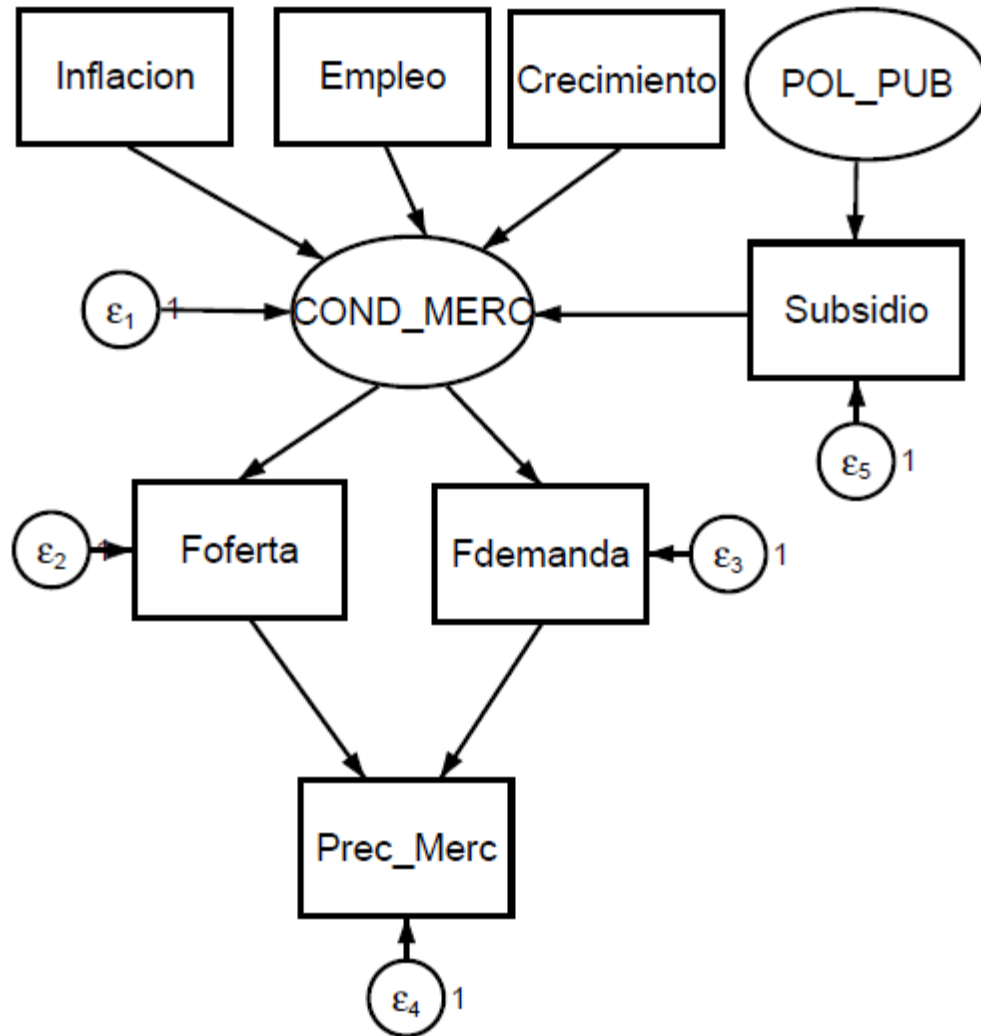 Inflacion
Empleo
Crecimiento
POL_PUB
ε1
1
COND_MERC
Subsidio
ε5
1
ε2
1
Foferta
Fdemanda
ε3
1
Prec_Merc
ε4
1